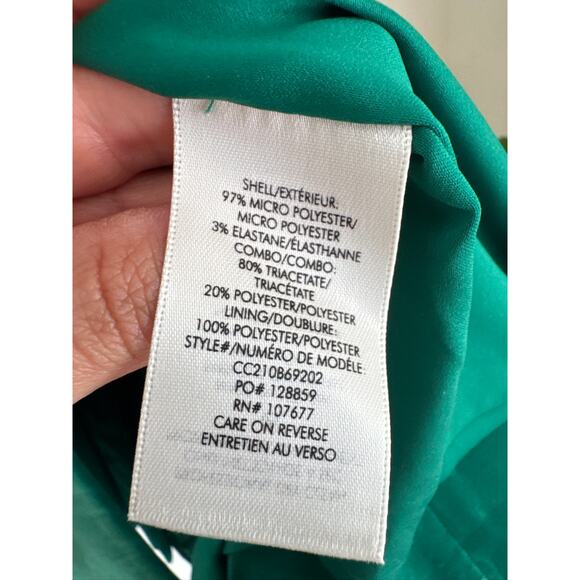 SHELL/EXTÉRIEUR:
97% MICRO POLYESTER/
MICRO POLYESTER
3% ELASTANE/ÉLASTHANNE
COMBO/COMBO:
80% TRIACETATE/
TRIACÉTATE
20% POLYESTER/POLYESTER
LINING/DOUBLURE:
100% POLYESTER/POLYESTER
STYLE#/NUMÉRO DE MODÈLE:
CC210B69202
PO# 128859
RN# 107677
CARE ON REVERSE
ENTRETIEN AU VERSO